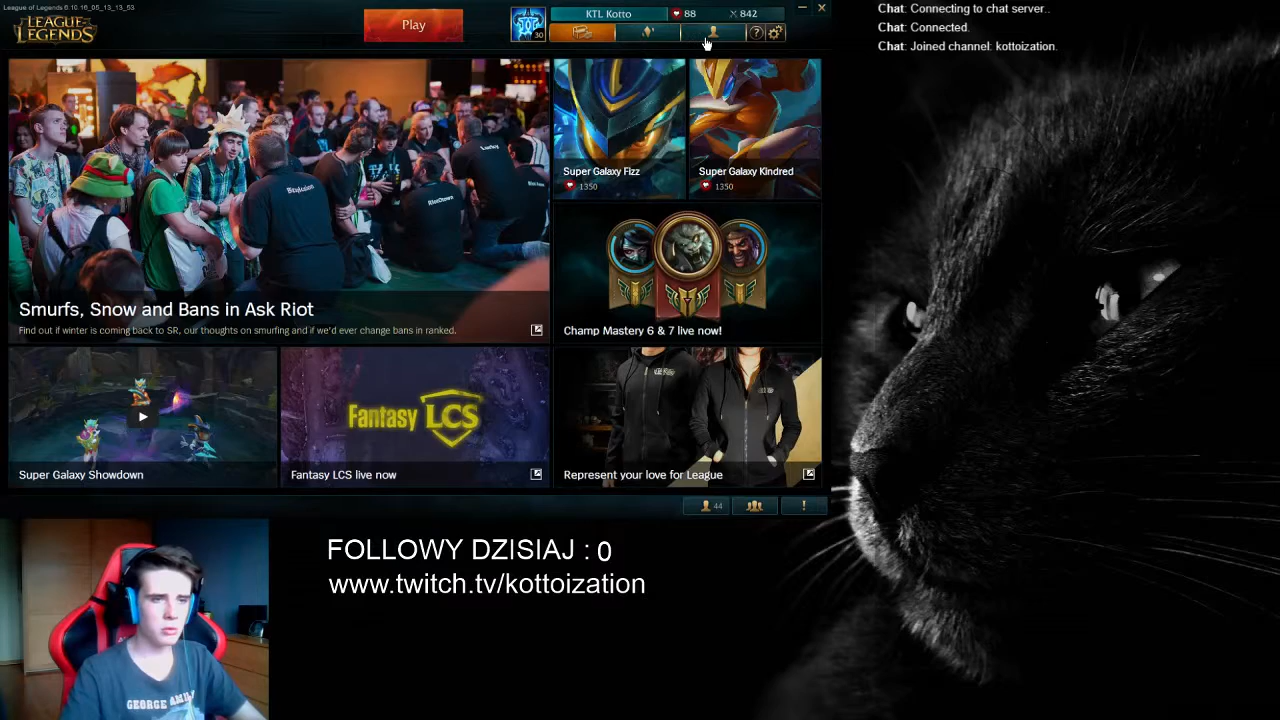 League of Legends 6.10.16_05_13_13_53
LEAGUE of LEGENDS
Play
30
KTL Kotto
88
842
?
Chat: Connecting to chat server..
Chat: Connected.
Chat: Joined channel: kottoization.
Smurfs, Snow and Bans in Ask Riot
Find out if winter is coming back to SR, our thoughts on smurfing and if we'd ever change bans in ranked.
Super Galaxy Fizz
1350
Super Galaxy Kindred
1350
Champ Mastery 6 & 7 live now!
Super Galaxy Showdown
Fantasy LCS
Fantasy LCS live now
Represent your love for League
44
!
FOLLOWY DZISIAJ : 0
www.twitch.tv/kottoization
GEORGE